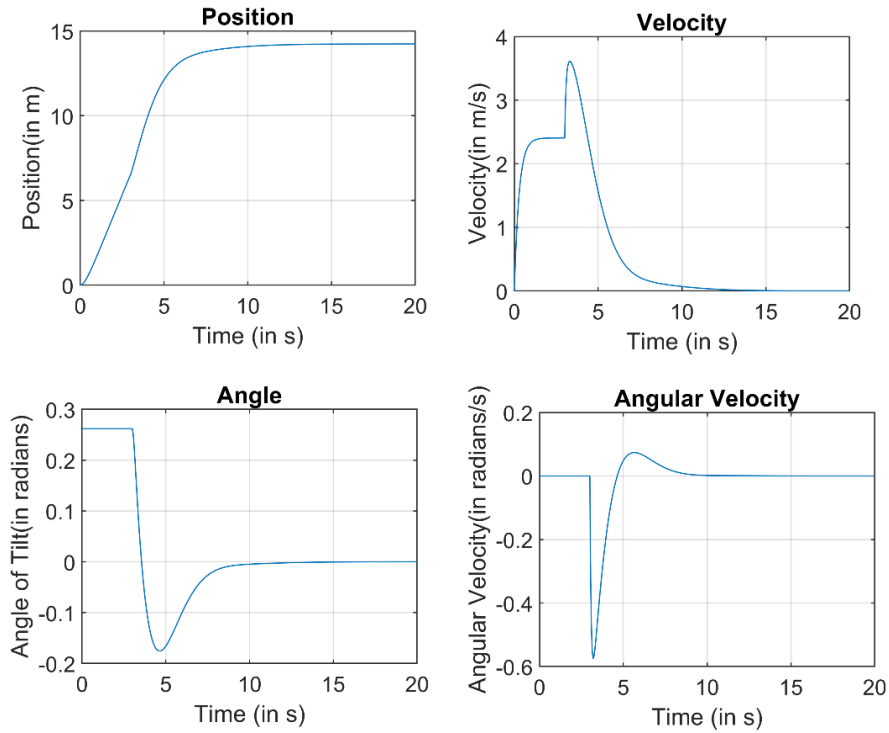 Position
15
10
5
0
Position(in m)
0 5 10 15 20
Time (in s)
Velocity
4
3
2
1
0
Velocity(in m/s)
0 5 10 15 20
Time (in s)
Angle
0.3
0.2
0.1
0
-0.1
-0.2
Angle of Tilt(in radians)
0 5 10 15 20
Time (in s)
Angular Velocity
0.2
0
-0.2
-0.4
-0.6
Angular Velocity(in radians/s)
0 5 10 15 20
Time (in s)